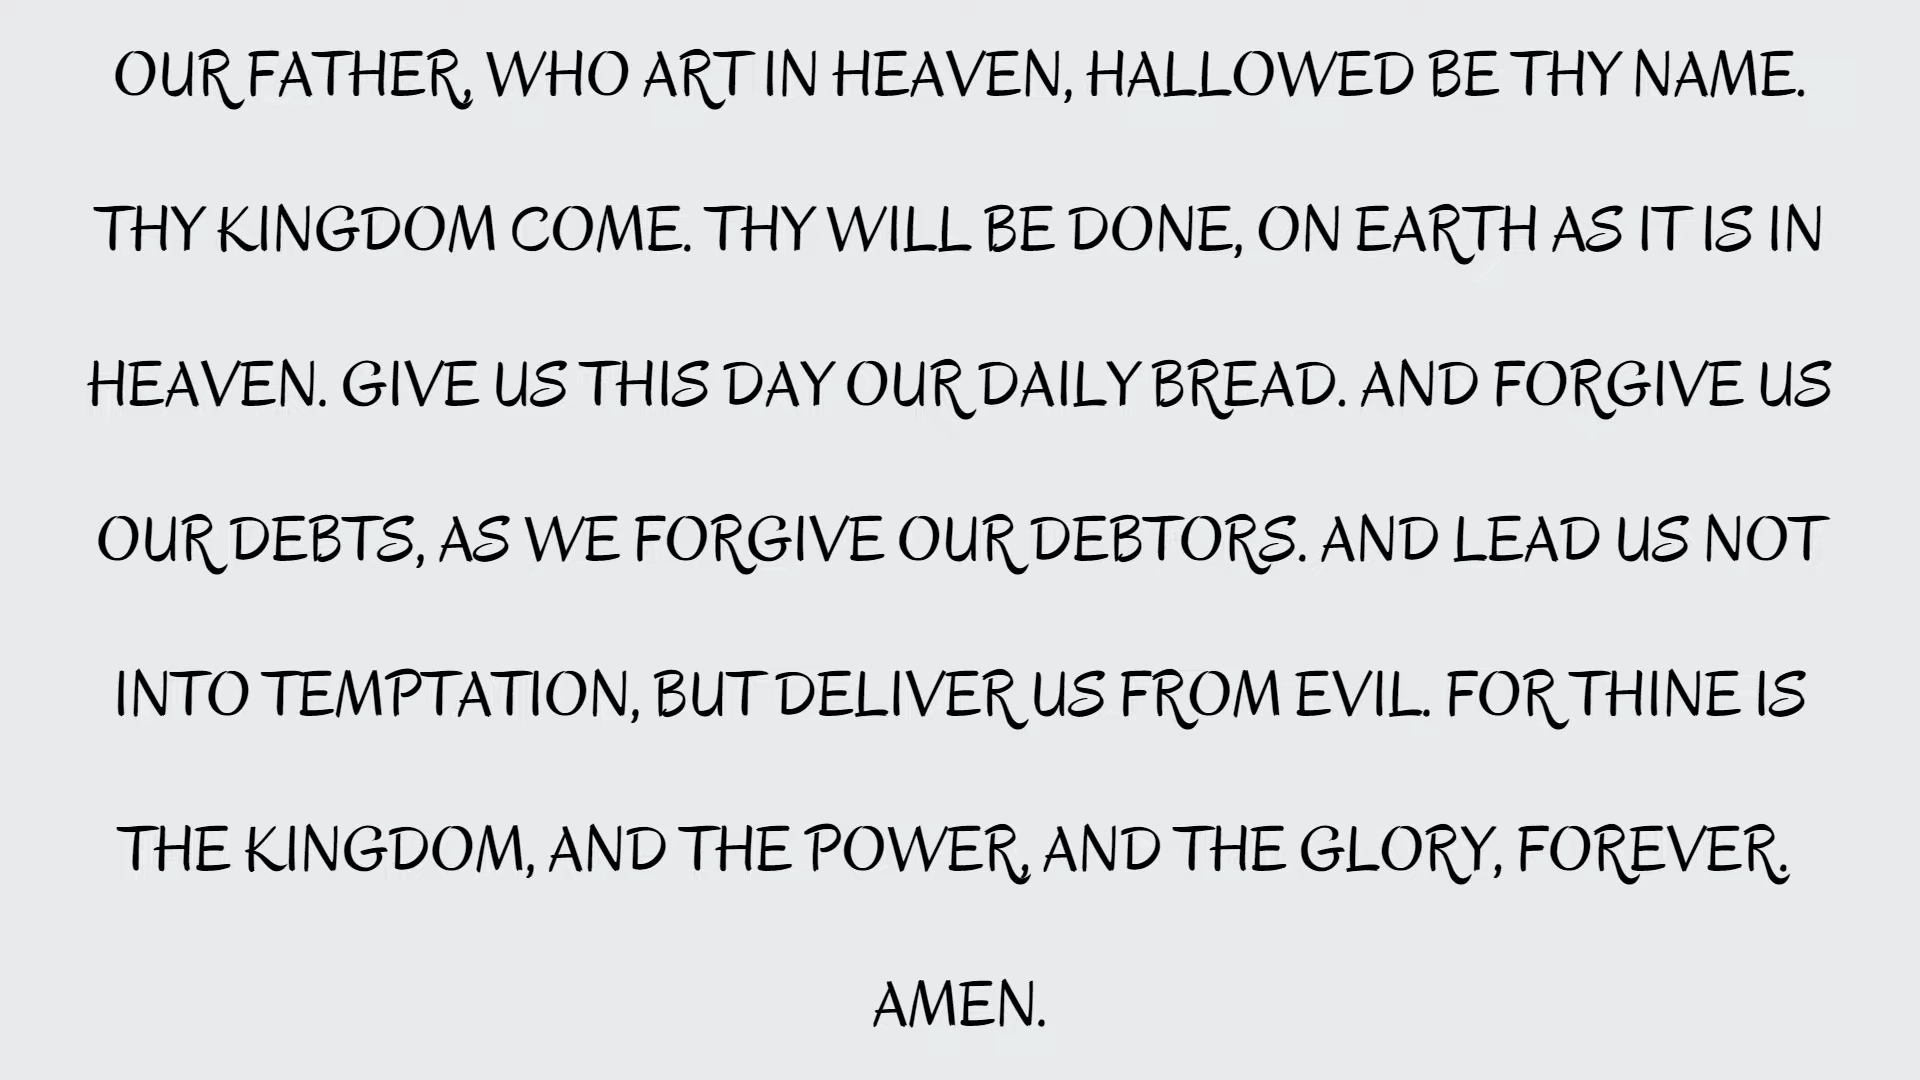 OUR FATHER, WHO ART IN HEAVEN, HALLOWED BE THY NAME.
THY KINGDOM COME. THY WILL BE DONE, ON EARTH AS IT IS IN
HEAVEN. GIVE US THIS DAY OUR DAILY BREAD. AND FORGIVE US
OUR DEBTS, AS WE FORGIVE OUR DEBTORS. AND LEAD US NOT
INTO TEMPTATION, BUT DELIVER US FROM EVIL. FOR THINE IS
THE KINGDOM, AND THE POWER, AND THE GLORY, FOREVER.
AMEN.